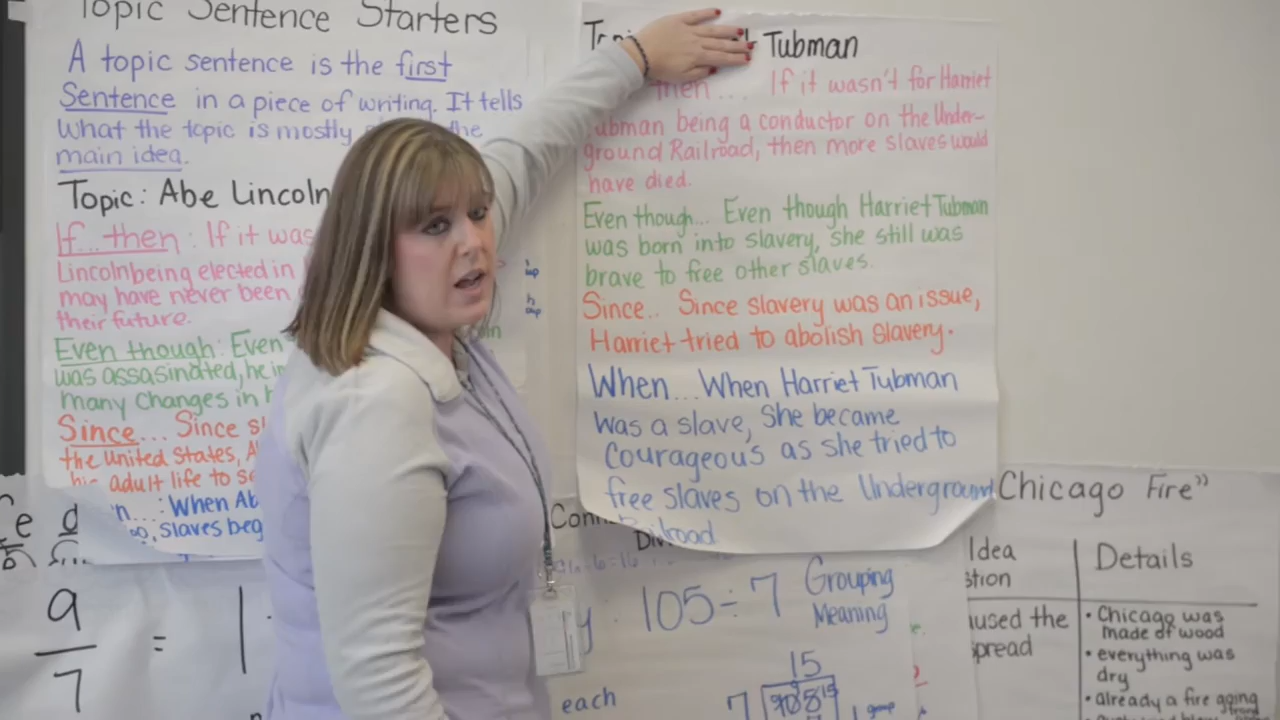 Topic Sentence Starters
A topic sentence is the first
Sentence in a piece of writing. It tells
What the topic is mostly the
main idea.
Topic: Abe Lincoln
If...then: If it was
Lincoln being elected in
may have never been
their future.
Even though: Even
was assasinated, he
many changes in
Since... Since
the United States,
his adult life to
: When Ab
slaves beg
Tubman
then... If it wasn't for Harriet
Tubman being a conductor on the Under-
ground Railroad, then more slaves would
have died.
Even though... Even though Harriet Tubman
was born into slavery, she still was
brave to free other slaves.
Since.. Since slavery was an issue,
Harriet tried to abolish slavery.
When... When Harriet Tubman
was a slave, She became
Courageous as she tried to
free slaves on the Underground
Railroad
9
7
=
105÷7 Grouping
Meaning
15
7
each
1 group
Chicago Fire"
Idea
Details
the
• Chicago was
made of wood
• everything was
dry
• already a fire going